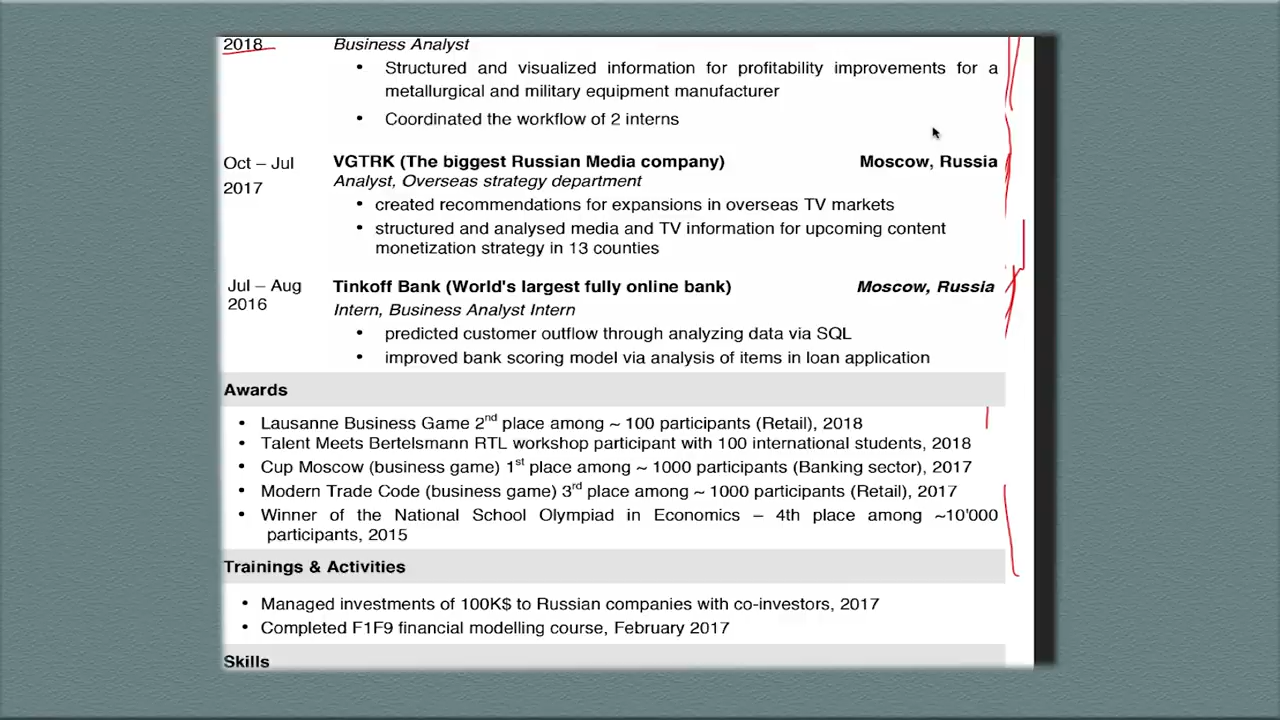 2018
Business Analyst
• Structured and visualized information for profitability improvements for a
metallurgical and military equipment manufacturer
• Coordinated the workflow of 2 interns
Oct – Jul
2017
VGTRK (The biggest Russian Media company) Moscow, Russia
Analyst, Overseas strategy department
• created recommendations for expansions in overseas TV markets
• structured and analysed media and TV information for upcoming content
monetization strategy in 13 counties
Jul – Aug
2016
Tinkoff Bank (World's largest fully online bank) Moscow, Russia
Intern, Business Analyst Intern
• predicted customer outflow through analyzing data via SQL
• improved bank scoring model via analysis of items in loan application
Awards
• Lausanne Business Game 2nd place among ~ 100 participants (Retail), 2018
• Talent Meets Bertelsmann RTL workshop participant with 100 international students, 2018
• Cup Moscow (business game) 1st place among ~ 1000 participants (Banking sector), 2017
• Modern Trade Code (business game) 3rd place among ~ 1000 participants (Retail), 2017
• Winner of the National School Olympiad in Economics – 4th place among ~10'000
participants, 2015
Trainings & Activities
• Managed investments of 100K$ to Russian companies with co-investors, 2017
• Completed F1F9 financial modelling course, February 2017
Skills